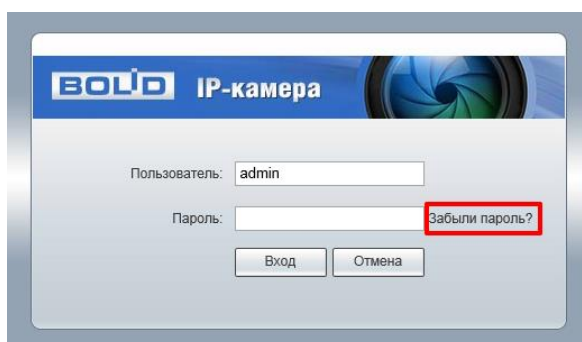 BOLID IP-камера
Пользователь: admin
Пароль: Забыли пароль?
Вход Отмена